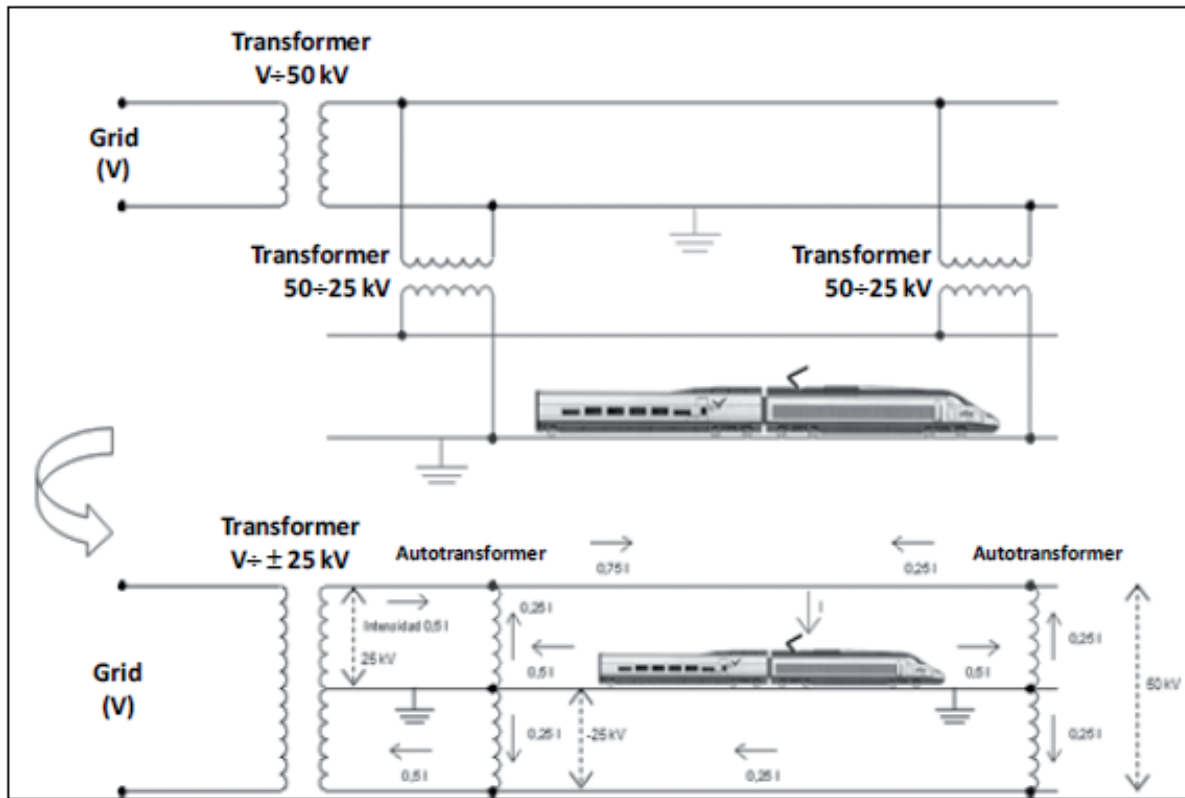 Transformer
V÷50 kV
Grid
(V)
Transformer
50÷25 kV
Transformer
50÷25 kV
Transformer
V÷ ± 25 kV
Autotransformer
Autotransformer
0,75 I
0,25 I
Intensidad 0,5 I
25 kV
0,25 I
0,5 I
I
0,5 I
0,25 I
50 kV
Grid
(V)
0,25 I
-25 kV
0,25 I
0,5 I
0,25 I